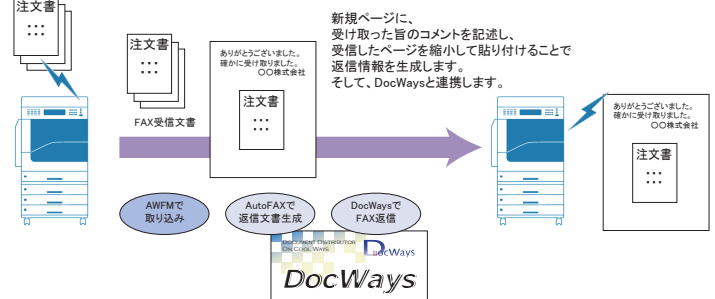 注文書
:::
注文書
:::
FAX受信文書
ありがとうございました。
確かに受け取りました。
〇〇株式会社
注文書
:::
新規ページに、
受け取った旨のコメントを記述し、
受信したページを縮小して貼り付けることで
返信情報を生成します。
そして、DocWaysと連携します。
ありがとうございました。
確かに受け取りました。
〇〇株式会社
注文書
:::
AWFMで
取り込み
AutoFAXで
返信文書生成
DocWaysで
FAX返信
DOCUMENT DISTRIBUTOR
ON COOL WAYS
DocWays
DocWays